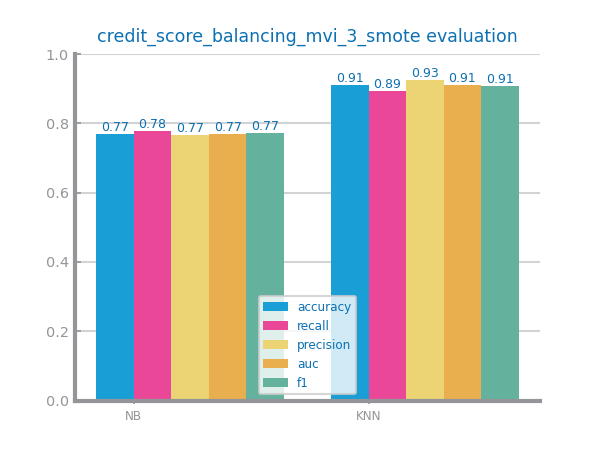 credit_score_balancing_mvi_3_smote evaluation
1.0
0.8
0.6
0.4
0.2
0.0
0.77
0.78
0.77
0.77
0.77
0.91
0.89
0.93
0.91
0.91
accuracy
recall
precision
auc
f1
NB
KNN